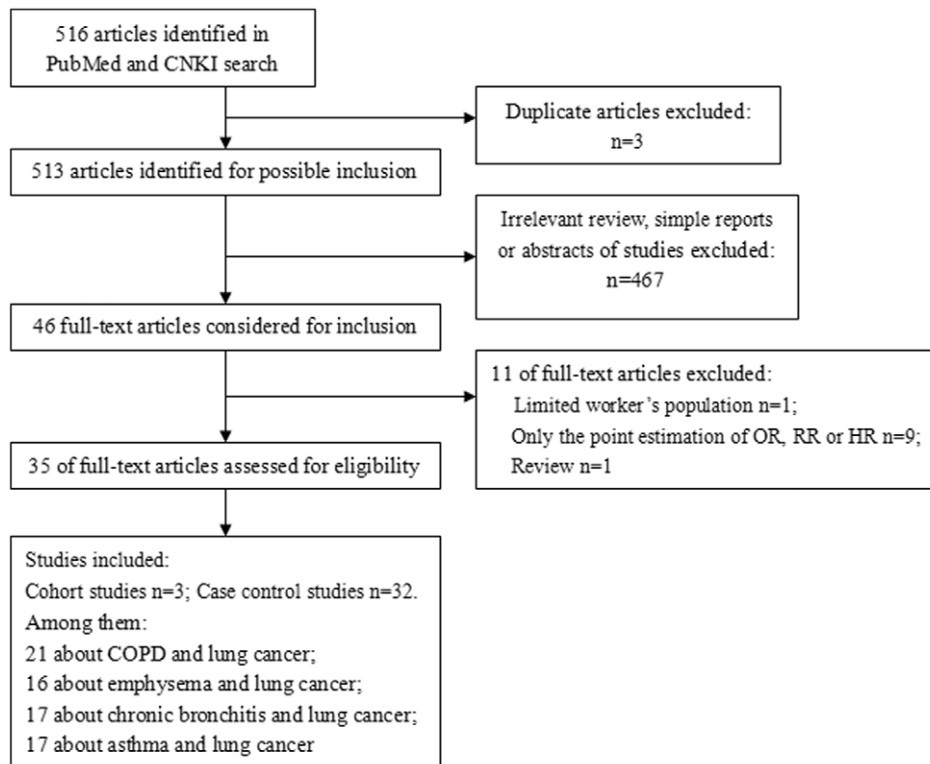 516 articles identified in
PubMed and CNKI search
Duplicate articles excluded:
n=3
513 articles identified for possible inclusion
Irrelevant review, simple reports
or abstracts of studies excluded:
n=467
46 full-text articles considered for inclusion
11 of full-text articles excluded:
Limited worker’s population n=1;
Only the point estimation of OR, RR or HR n=9;
Review n=1
35 of full-text articles assessed for eligibility
Studies included:
Cohort studies n=3; Case control studies n=32.
Among them:
21 about COPD and lung cancer;
16 about emphysema and lung cancer;
17 about chronic bronchitis and lung cancer;
17 about asthma and lung cancer